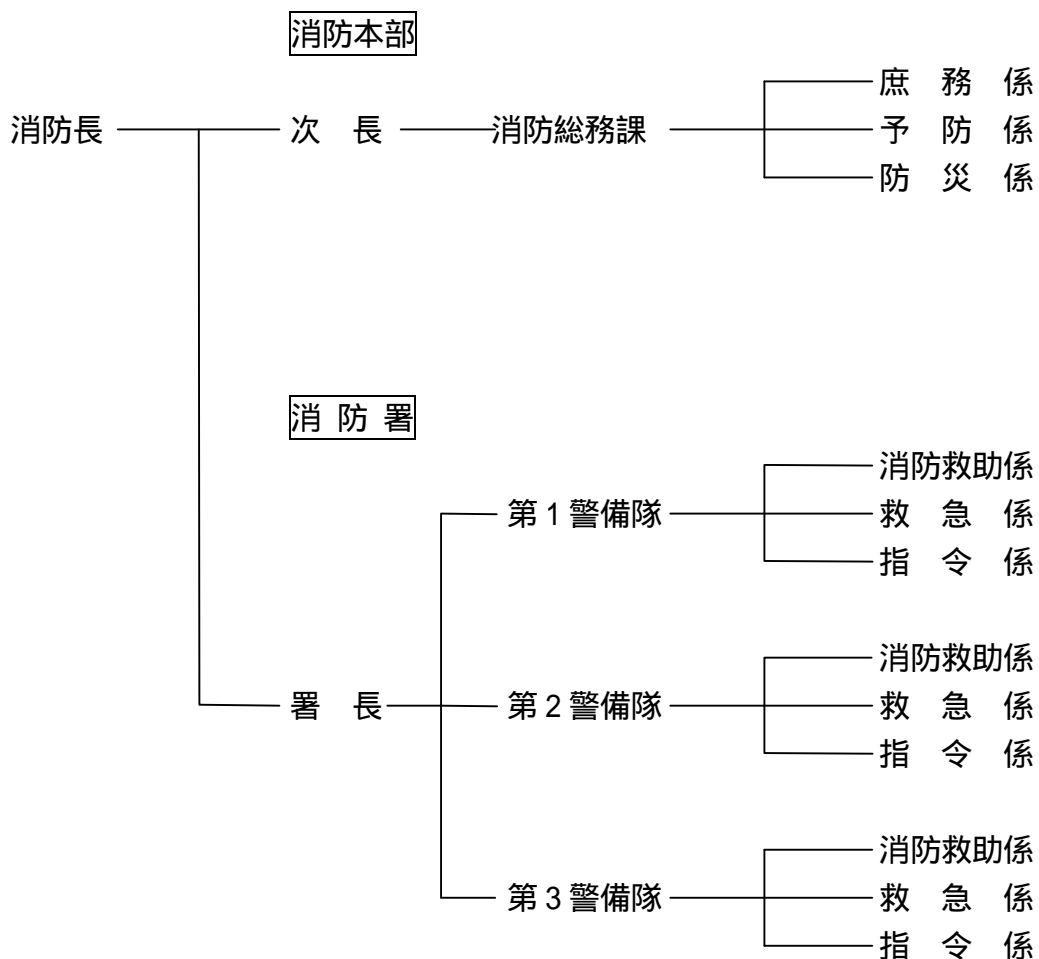 消防本部
庶 務 係
消防長 次 長 消防総務課 予 防 係
防 災 係
消 防 署
消防救助係
第1警備隊 救 急 係
指 令 係
消防救助係
署 長 第2警備隊 救 急 係
指 令 係
消防救助係
第3警備隊 救 急 係
指 令 係